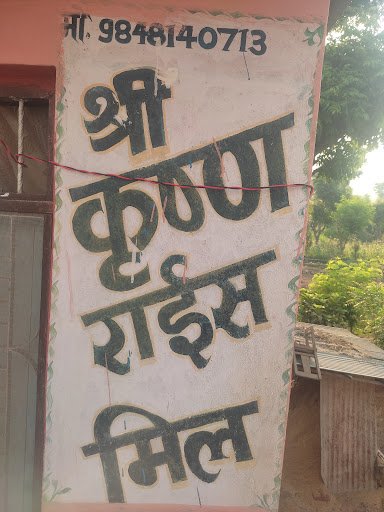 मो. 9848140713
श्री
कृष्ण
राईस
मिल